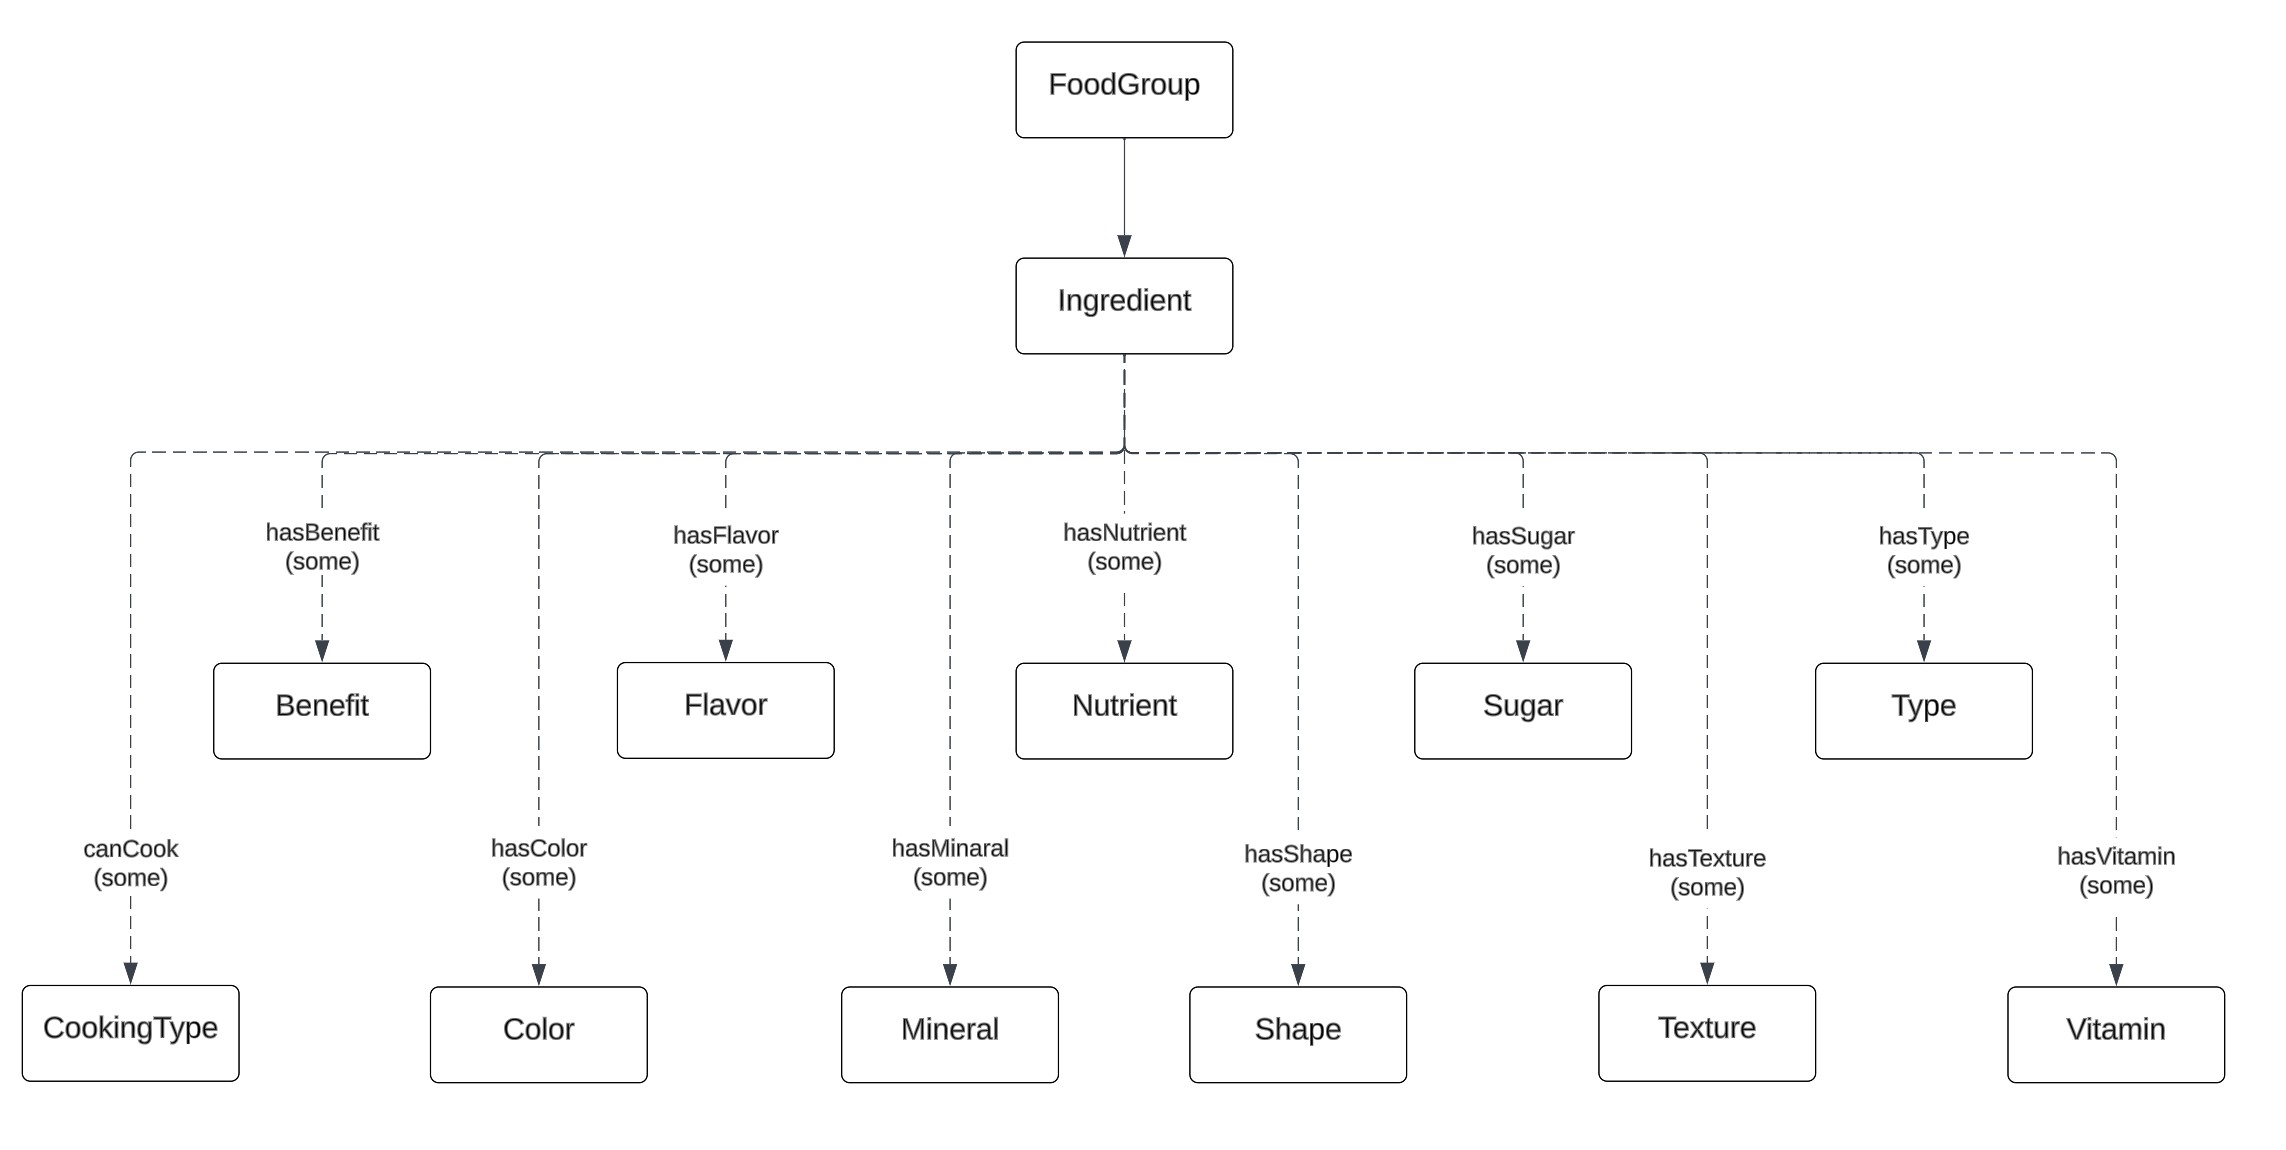 FoodGroup
Ingredient
hasBenefit
(some)
hasFlavor
(some)
hasNutrient
(some)
hasSugar
(some)
hasType
(some)
Benefit
Flavor
Nutrient
Sugar
Type
canCook
(some)
hasColor
(some)
hasMinaral
(some)
hasShape
(some)
hasTexture
(some)
hasVitamin
(some)
CookingType
Color
Mineral
Shape
Texture
Vitamin